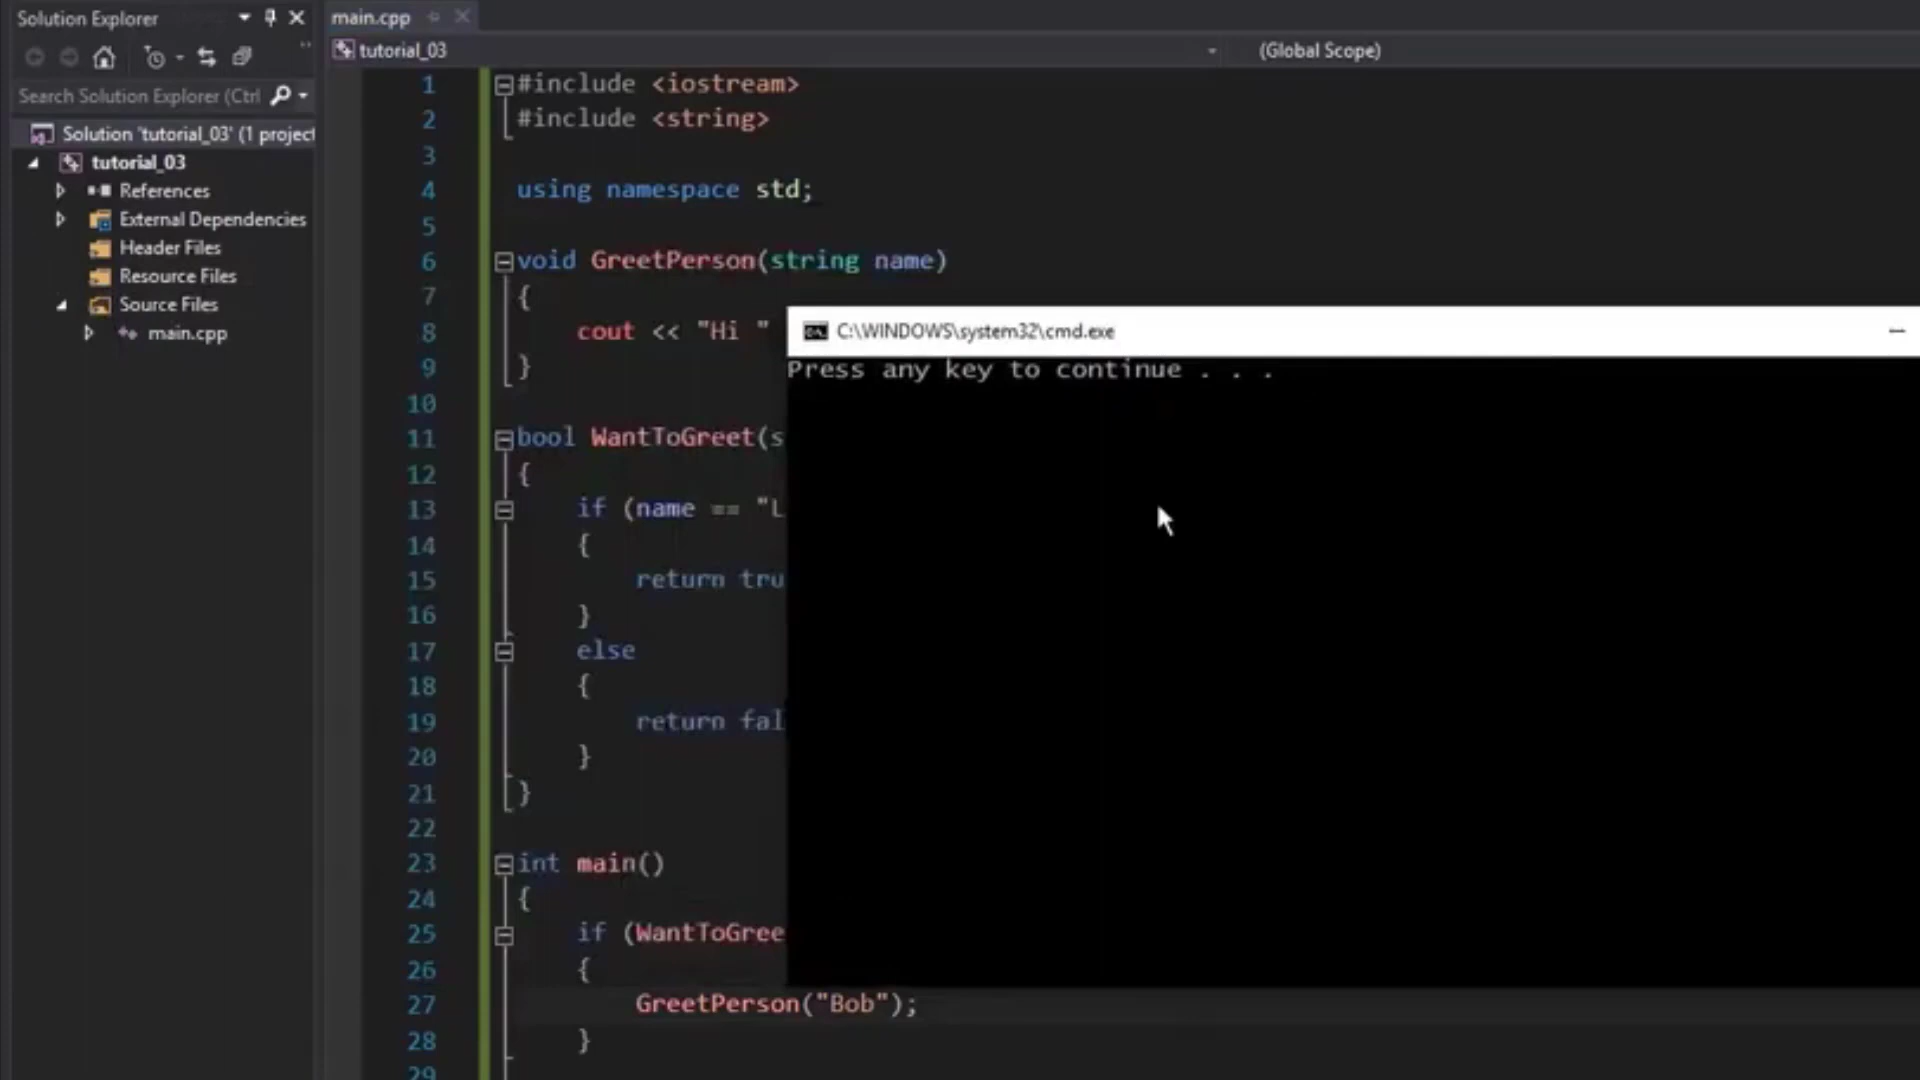 Solution Explorer
Search Solution Explorer (Ctrl
Solution 'tutorial_03' (1 project
tutorial_03
References
External Dependencies
Header Files
Resource Files
Source Files
main.cpp
main.cpp
tutorial_03
(Global Scope)
1 #include <iostream>
2 #include <string>
3
4 using namespace std;
5
6 void GreetPerson(string name)
7 {
8 cout << "Hi "
9 }
10
11 bool WantToGreet(s
12 {
13 if (name == "L
14 {
15 return tru
16 }
17 else
18 {
19 return fal
20 }
21 }
22
23 int main()
24 {
25 if (WantToGree
26 {
27 GreetPerson("Bob");
28 }
29
C:\WINDOWS\system32\cmd.exe
Press any key to continue . . .